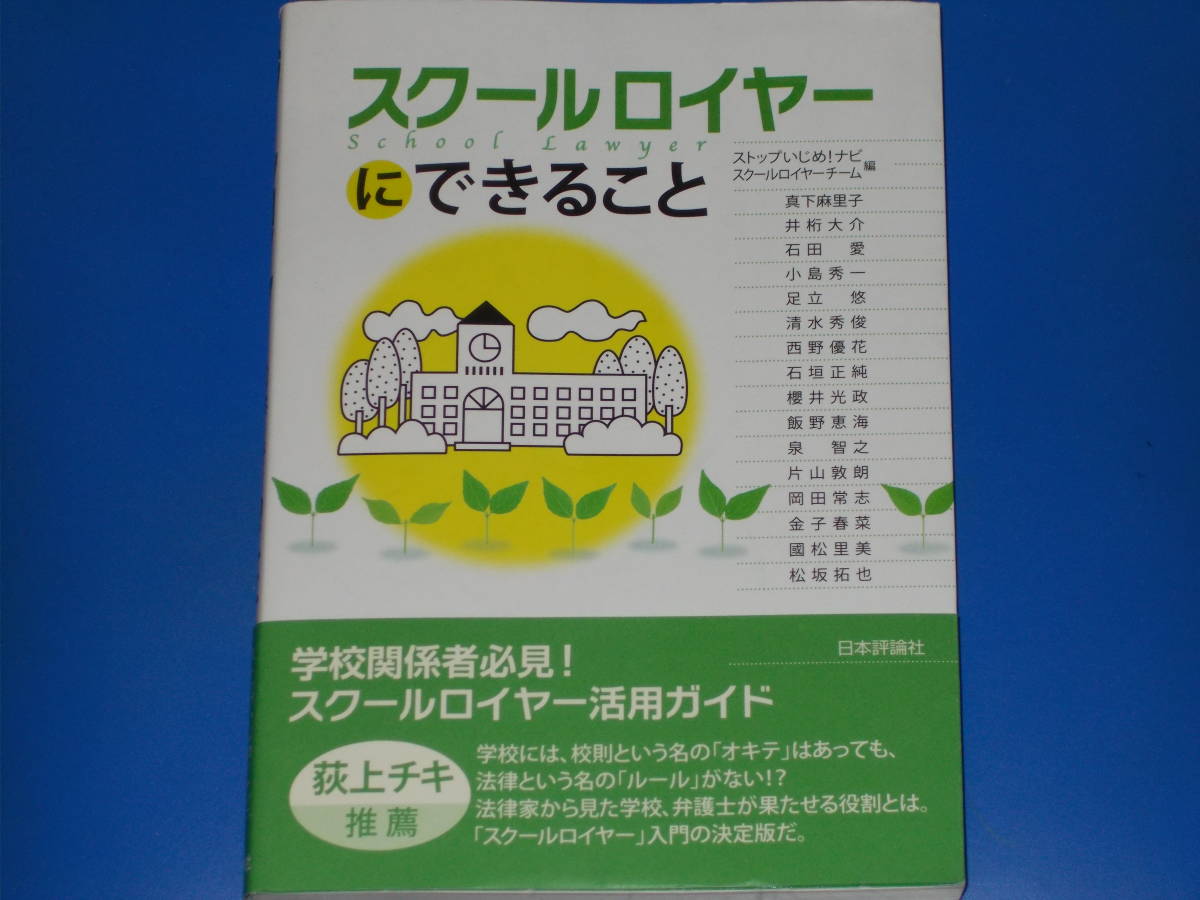 スクールロイヤー
School Lawyer
にできること
ストップいじめ!ナビ
スクールロイヤーチーム 編
真下麻里子
井桁大介
石田 愛
小島秀一
足立 悠
清水秀俊
西野優花
石垣正純
櫻井光政
飯野恵海
泉 智之
片山敦朗
岡田常志
金子春菜
國松里美
松坂拓也
日本評論社
学校関係者必見!
スクールロイヤー活用ガイド
荻上チキ
推薦
学校には、校則という名の「オキテ」はあっても、
法律という名の「ルール」がない!?
法律家から見た学校、弁護士が果たせる役割とは。
「スクールロイヤー」入門の決定版だ。